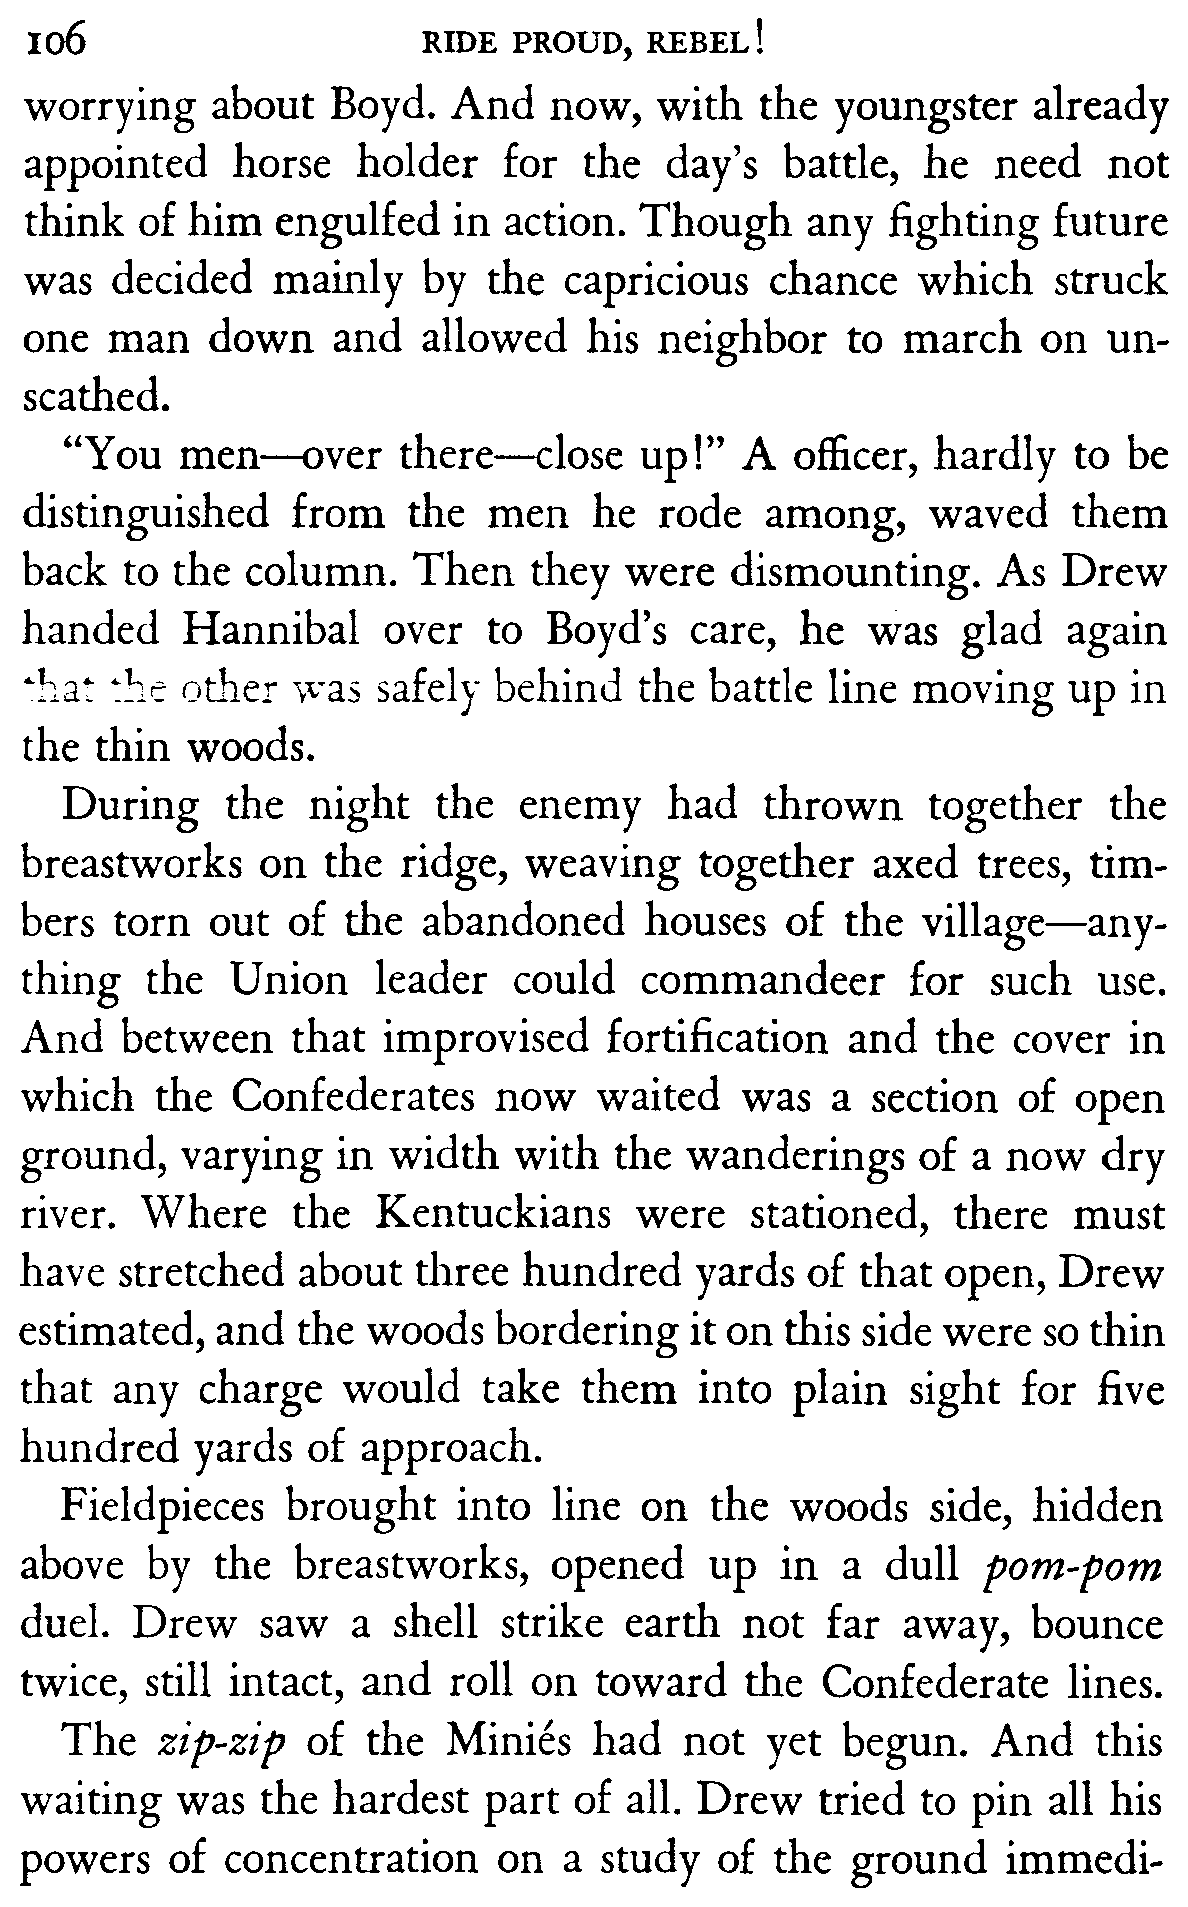 106 RIDE PROUD, REBEL!
worrying about Boyd. And now, with the youngster already
appointed horse holder for the day's battle, he need not
think of him engulfed in action. Though any fighting future
was decided mainly by the capricious chance which struck
one man down and allowed his neighbor to march on un-
scathed.
"You men—over there—close up!" A officer, hardly to be
distinguished from the men he rode among, waved them
back to the column. Then they were dismounting. As Drew
handed Hannibal over to Boyd's care, he was glad again
that the other was safely behind the battle line moving up in
the thin woods.
During the night the enemy had thrown together the
breastworks on the ridge, weaving together axed trees, tim-
bers torn out of the abandoned houses of the village—any-
thing the Union leader could commandeer for such use.
And between that improvised fortification and the cover in
which the Confederates now waited was a section of open
ground, varying in width with the wanderings of a now dry
river. Where the Kentuckians were stationed, there must
have stretched about three hundred yards of that open, Drew
estimated, and the woods bordering it on this side were so thin
that any charge would take them into plain sight for five
hundred yards of approach.
Fieldpieces brought into line on the woods side, hidden
above by the breastworks, opened up in a dull pom-pom
duel. Drew saw a shell strike earth not far away, bounce
twice, still intact, and roll on toward the Confederate lines.
The zip-zip of the Miniés had not yet begun. And this
waiting was the hardest part of all. Drew tried to pin all his
powers of concentration on a study of the ground immedi-